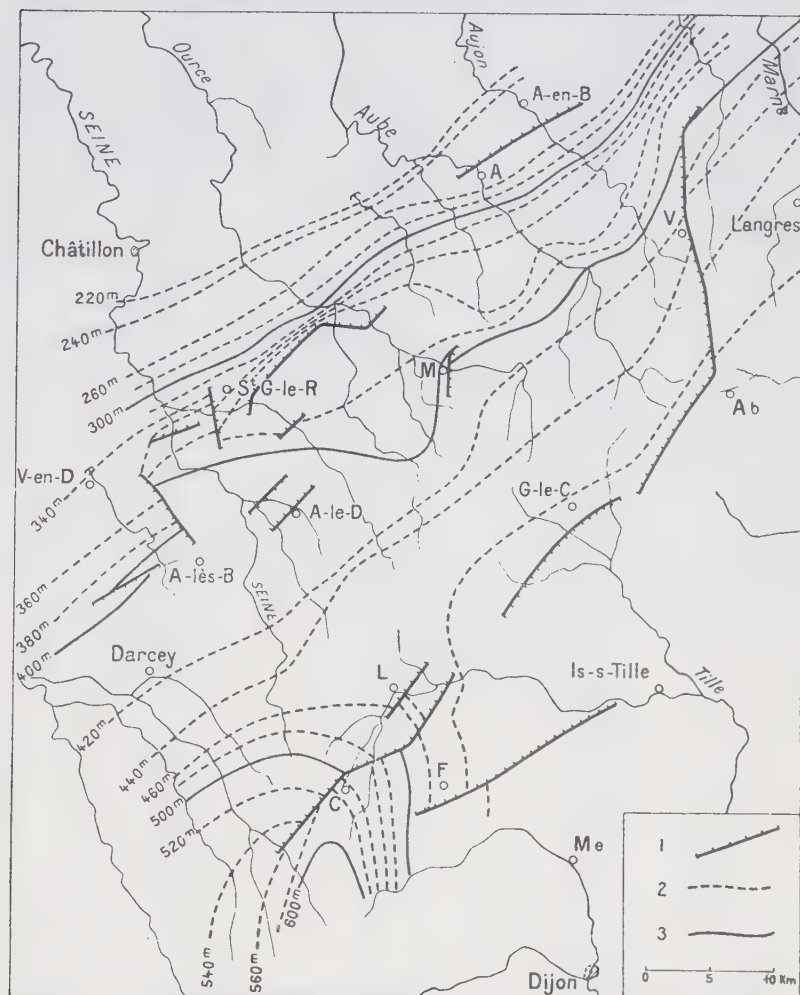 Ource
Aujon
Marne
SEINE
A-en-B
Aube
A
V
Langres
Châtillon
220m
240m
260m
300m
M
St G-le-R
Ab
V-en-D
340m
G-le-C
A-le-D
A-lès-B
360m
SEINE
380m
400m
Darcey
L
Is-s-Tille
Tille
420m
440m
460m
500m
520m
F
C
600m
540m
560m
Me
Dijon
1
2
3
0 5 10 Km